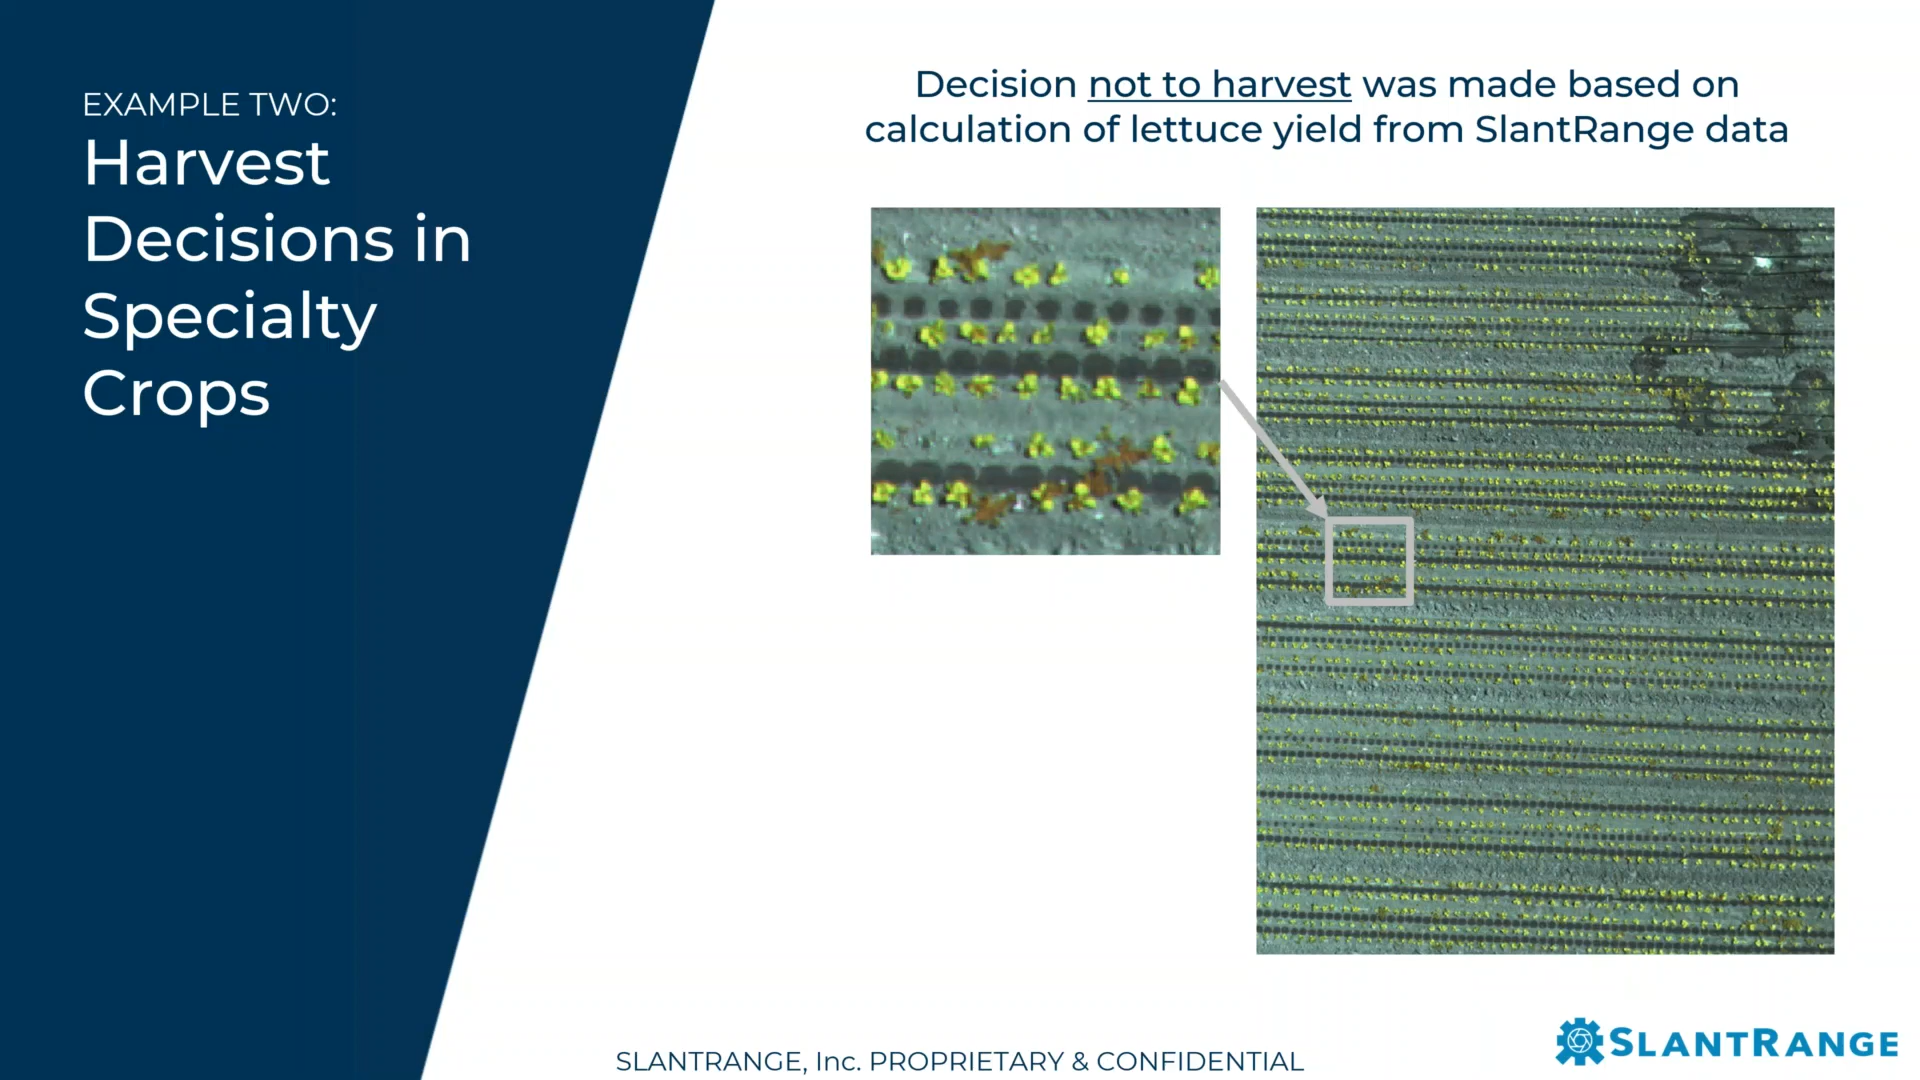 EXAMPLE TWO:
Harvest
Decisions in
Specialty
Crops
Decision not to harvest was made based on
calculation of lettuce yield from SlantRange data
SLANTRANGE, Inc. PROPRIETARY & CONFIDENTIAL
SLANTRANGE